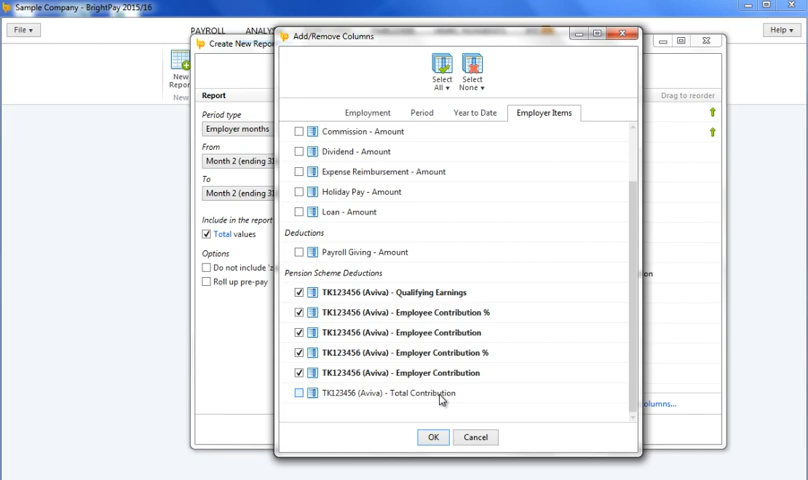 Sample Company - BrightPay 2015/16
File
PAYROLL
Help
Create New Report
Add/Remove Columns
New
Report
New
Select
All
Select
None
Report
Drag to reorder
Employment
Period
Year to Date
Employer Items
Period type
Employer months
From
Month 2 (ending 31
To
Month 2 (ending 31
Include in the report
Total values
Options
Do not include 'z
Roll up pre-pay
Commission - Amount
Dividend - Amount
Expense Reimbursement - Amount
Holiday Pay - Amount
Loan - Amount
Deductions
Payroll Giving - Amount
Pension Scheme Deductions
TK123456 (Aviva) - Qualifying Earnings
TK123456 (Aviva) - Employee Contribution %
TK123456 (Aviva) - Employee Contribution
TK123456 (Aviva) - Employer Contribution %
TK123456 (Aviva) - Employer Contribution
TK123456 (Aviva) - Total Contribution
on
olumns...
OK
Cancel